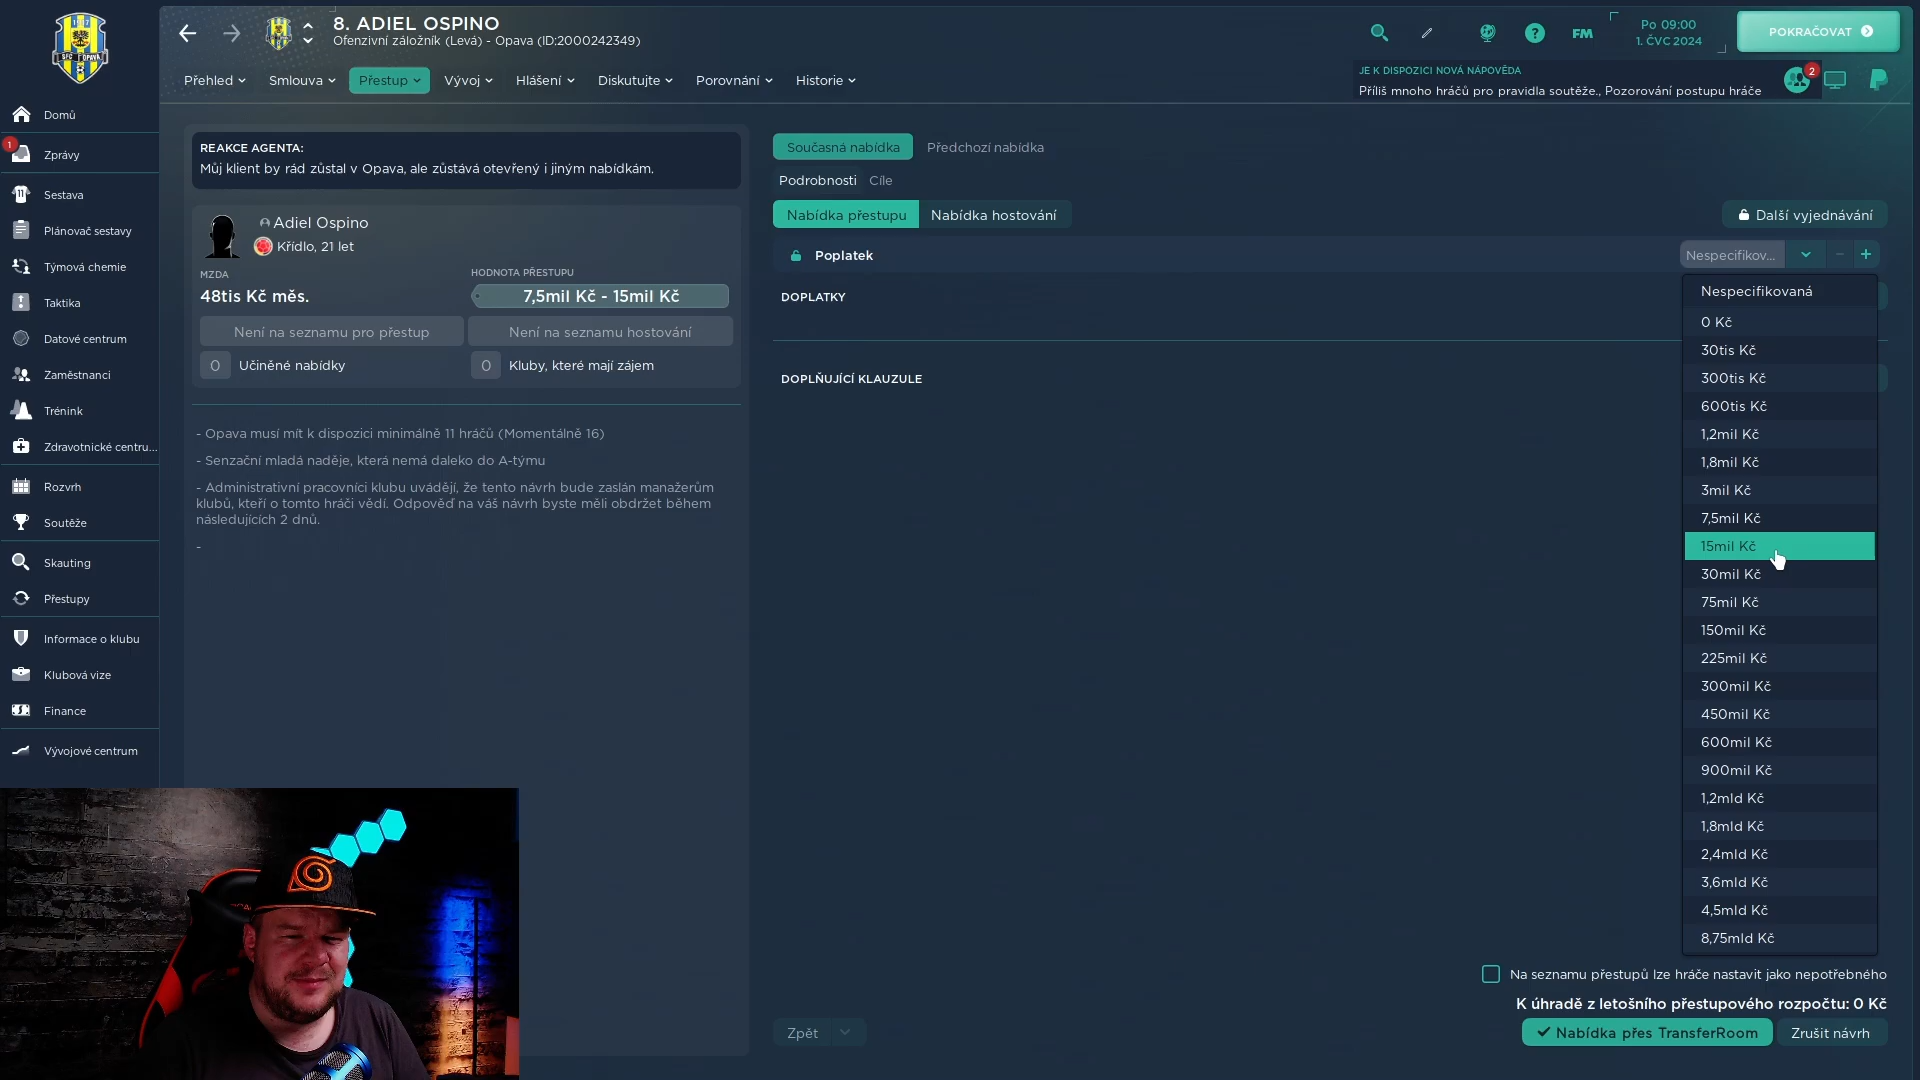 8. ADIEL OSPINO
Ofenzivní záložník (Levá) - Opava (ID:2000242349)
Po 09:00
1. ČVC 2024
POKRAČOVAT
FM
?
Přehled
Smlouva
Přestup
Vývoj
Hlášení
Diskutujte
Porovnání
Historie
JE K DISPOZICI NOVÁ NÁPOVĚDA
Příliš mnoho hráčů pro pravidla soutěže., Pozorování postupu hráče
2
Domů
1
Zprávy
Sestava
Plánovač sestavy
Týmová chemie
Taktika
Datové centrum
Zaměstnanci
Trénink
Zdravotnické centru...
Rozvrh
Soutěže
Skauting
Přestupy
Informace o klubu
Klubová vize
Finance
Vývojové centrum
REAKCE AGENTA:
Můj klient by rád zůstal v Opava, ale zůstává otevřený i jiným nabídkám.
Adiel Ospino
Křídlo, 21 let
MZDA
48tis Kč měs.
HODNOTA PŘESTUPU
7,5mil Kč - 15mil Kč
Není na seznamu pro přestup
Není na seznamu hostování
0 Učiněné nabídky
0 Kluby, které mají zájem
- Opava musí mít k dispozici minimálně 11 hráčů (Momentálně 16)
- Senzační mladá naděje, která nemá daleko do A-týmu
- Administrativní pracovníci klubu uvádějí, že tento návrh bude zaslán manažerům
klubů, kteří o tomto hráči vědí. Odpověď na váš návrh byste měli obdržet během
následujících 2 dnů.
-
Současná nabídka
Předchozí nabídka
Podrobnosti
Cíle
Nabídka přestupu
Nabídka hostování
Další vyjednávání
Poplatek
Nespecifikov...
DOPLATKY
DOPLŇUJÍCÍ KLAUZULE
Nespecifikovaná
0 Kč
30tis Kč
300tis Kč
600tis Kč
1,2mil Kč
1,8mil Kč
3mil Kč
7,5mil Kč
15mil Kč
30mil Kč
75mil Kč
150mil Kč
225mil Kč
300mil Kč
450mil Kč
600mil Kč
900mil Kč
1,2mld Kč
1,8mld Kč
2,4mld Kč
3,6mld Kč
4,5mld Kč
8,75mld Kč
Na seznamu přestupů lze hráče nastavit jako nepotřebného
K úhradě z letošního přestupového rozpočtu: 0 Kč
Zpět
Nabídka přes TransferRoom
Zrušit návrh